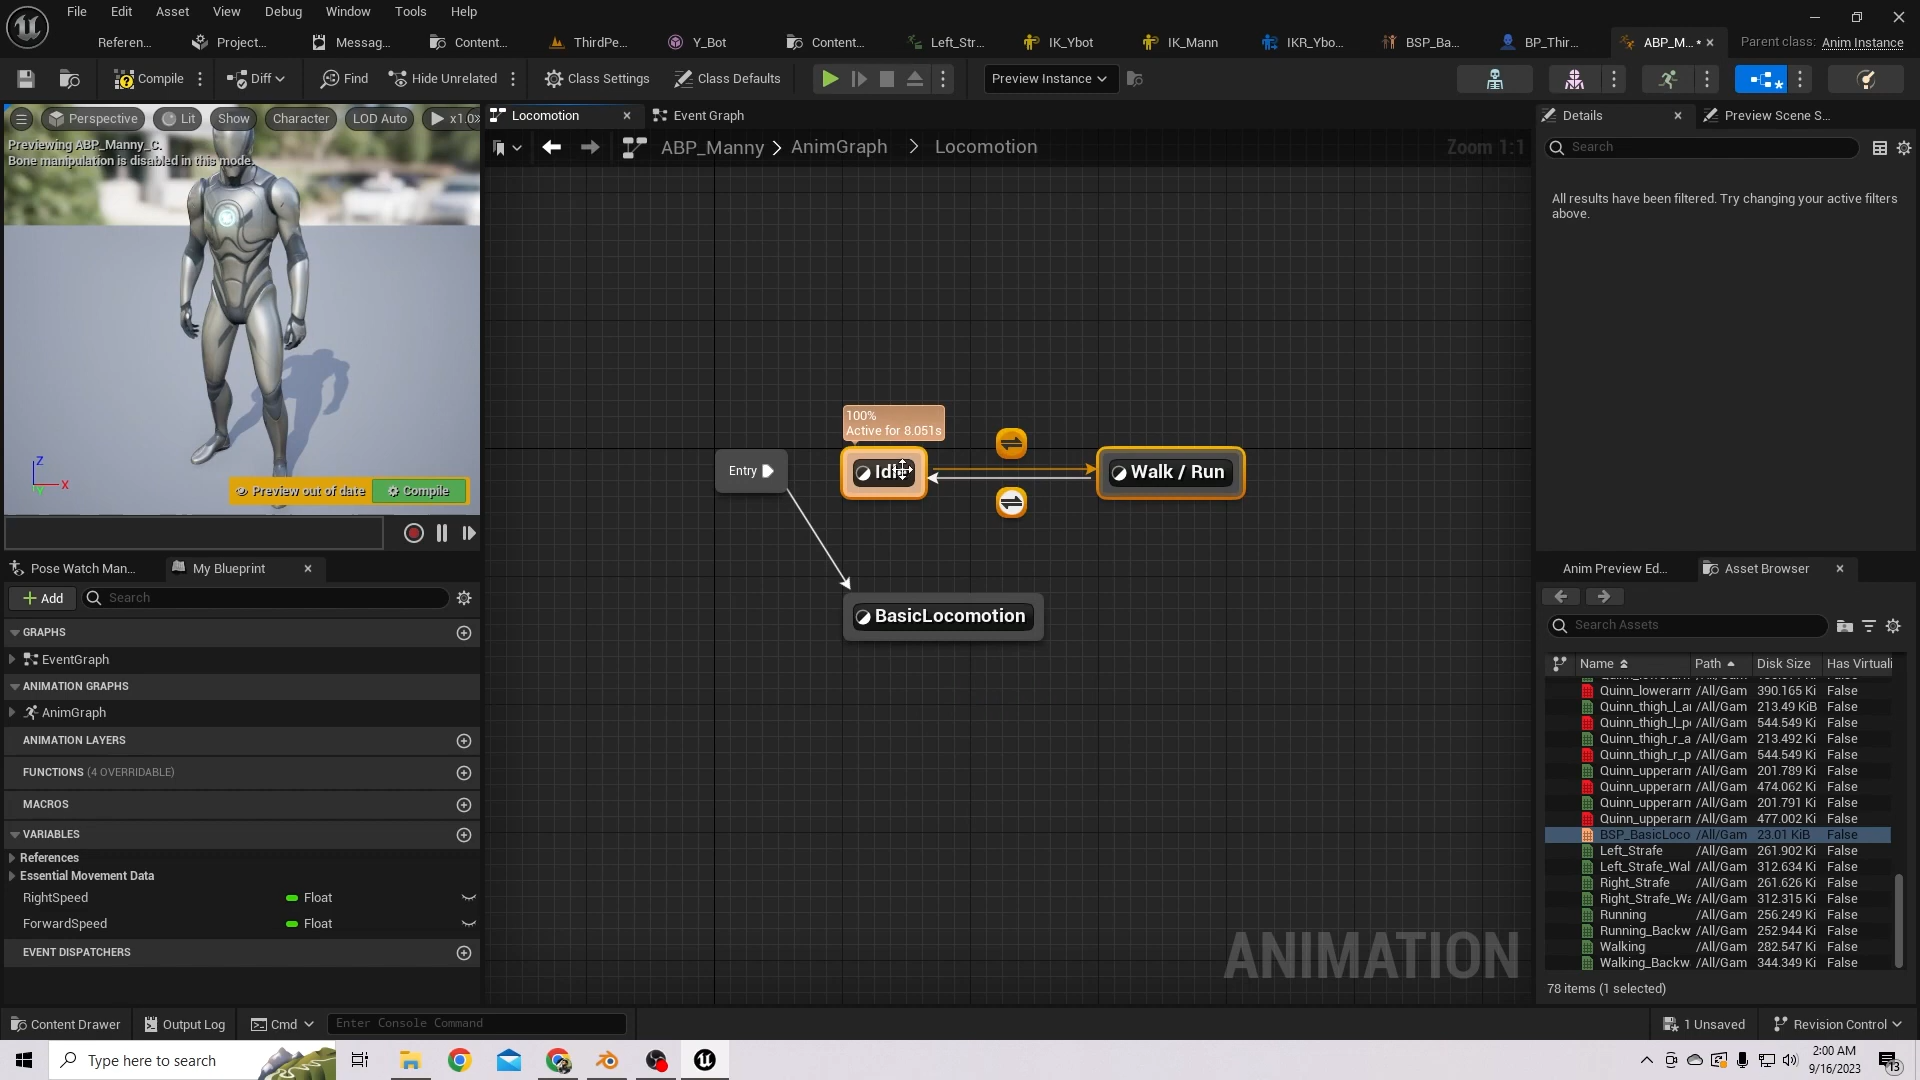 File Edit Asset View Debug Window Tools Help
Referen... Project... Messag... Content... ThirdPe... Y_Bot Content... Left_Str... IK_Ybot IK_Mann IKR_Ybo... BSP_Ba... BP_Thir... ABP_M...* Parent class: Anim Instance
Compile Diff Find Hide Unrelated Class Settings Class Defaults Preview Instance
Perspective Lit Show Character LOD Auto x1.0
Previewing ABP_Manny_C.
Bone manipulation is disabled in this mode.
Z
X
Y
Preview out of date Compile
Locomotion Event Graph
ABP_Manny > AnimGraph > Locomotion Zoom 1:1
100%
Active for 8.051s
Entry
Walk / Run
BasicLocomotion
ANIMATION
Details Preview Scene S...
Search
All results have been filtered. Try changing your active filters
above.
Pose Watch Man... My Blueprint
Add Search
GRAPHS
EventGraph
ANIMATION GRAPHS
AnimGraph
ANIMATION LAYERS
FUNCTIONS (4 OVERRIDABLE)
MACROS
VARIABLES
References
Essential Movement Data
RightSpeed Float
ForwardSpeed Float
EVENT DISPATCHERS
Anim Preview Ed... Asset Browser
Search Assets
Name Path Disk Size Has Virtuali
Quinn_lowerarm /All/Gam 390.165 Ki False
Quinn_thigh_l_a /All/Gam 213.49 KiB False
Quinn_thigh_l_p /All/Gam 544.549 Ki False
Quinn_thigh_r_a /All/Gam 213.492 Ki False
Quinn_thigh_r_p /All/Gam 544.549 Ki False
Quinn_upperarm /All/Gam 201.789 Ki False
Quinn_upperarm /All/Gam 474.062 Ki False
Quinn_upperarm /All/Gam 201.791 Ki False
Quinn_upperarm /All/Gam 477.002 Ki False
BSP_BasicLoco /All/Gam 23.01 KiB False
Left_Strafe /All/Gam 261.902 Ki False
Left_Strafe_Wal /All/Gam 312.634 Ki False
Right_Strafe /All/Gam 261.626 Ki False
Right_Strafe_Wa /All/Gam 312.315 Ki False
Running /All/Gam 256.249 Ki False
Running_Backw /All/Gam 252.944 Ki False
Walking /All/Gam 282.547 Ki False
Walking_Backw /All/Gam 344.349 Ki False
78 items (1 selected)
Content Drawer Output Log Cmd Enter Console Command 1 Unsaved Revision Control
Type here to search
2:00 AM
9/16/2023
13